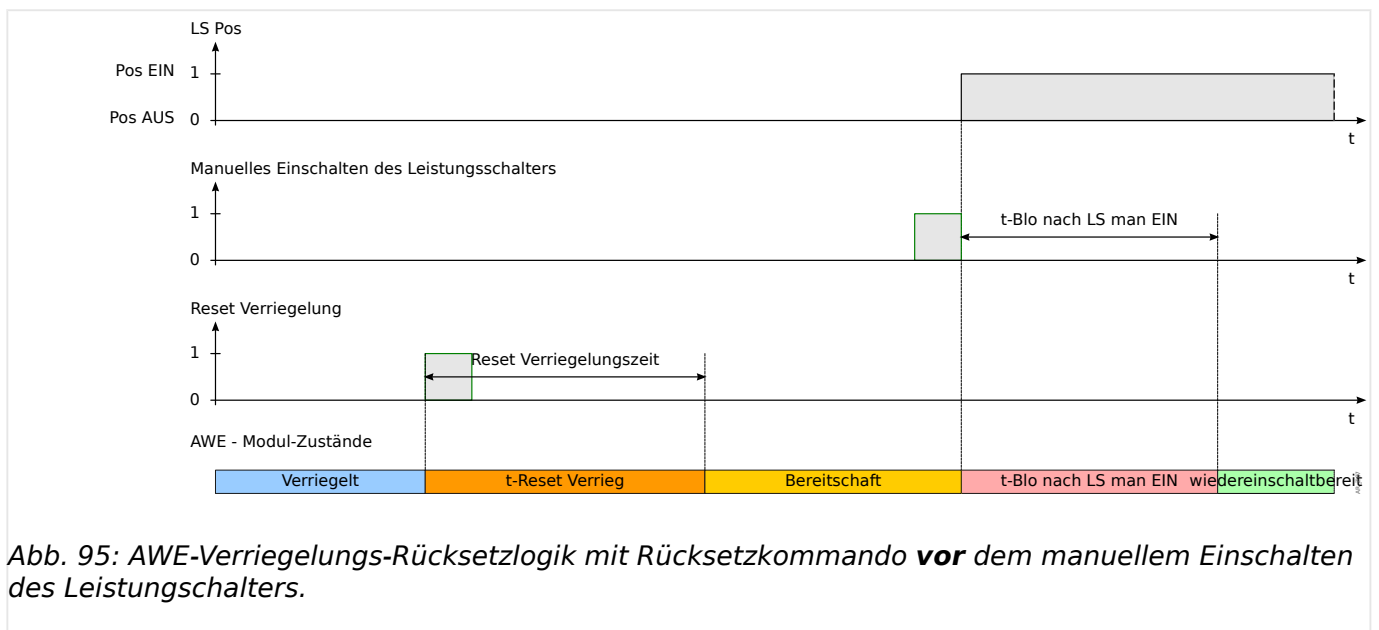 LS Pos
Pos EIN 1
Pos AUS 0
t
Manuelles Einschalten des Leistungsschalters
1
t-Blo nach LS man EIN
0
t
Reset Verriegelung
1
Reset Verriegelungszeit
0
t
AWE - Modul-Zustände
Verriegelt t-Reset Verrieg Bereitschaft t-Blo nach LS man EIN wiedereinschaltbereit
Abb. 95: AWE-Verriegelungs-Rücksetzlogik mit Rücksetzkommando vor dem manuellem Einschalten
des Leistungschalters.